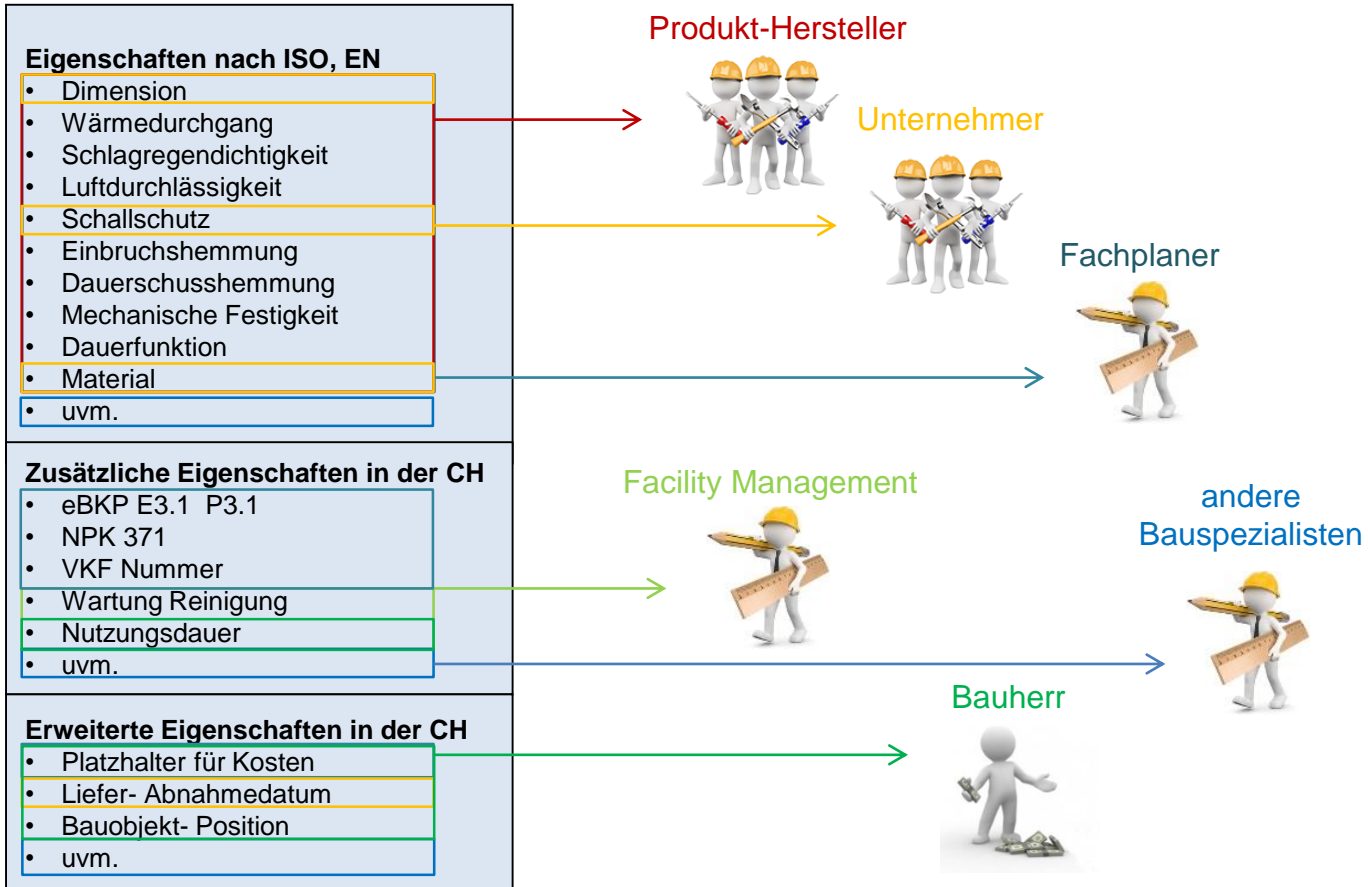 Eigenschaften nach ISO, EN
• Dimension
• Wärmedurchgang
• Schlagregendichtigkeit
• Luftdurchlässigkeit
• Schallschutz
• Einbruchshemmung
• Dauerschusshemmung
• Mechanische Festigkeit
• Dauerfunktion
• Material
• uvm.
Zusätzliche Eigenschaften in der CH
• eBKP E3.1 P3.1
• NPK 371
• VKF Nummer
• Wartung Reinigung
• Nutzungsdauer
• uvm.
Erweiterte Eigenschaften in der CH
• Platzhalter für Kosten
• Liefer- Abnahmedatum
• Bauobjekt- Position
• uvm.
Produkt-Hersteller
Unternehmer
Fachplaner
Facility Management
andere
Bauspezialisten
Bauherr